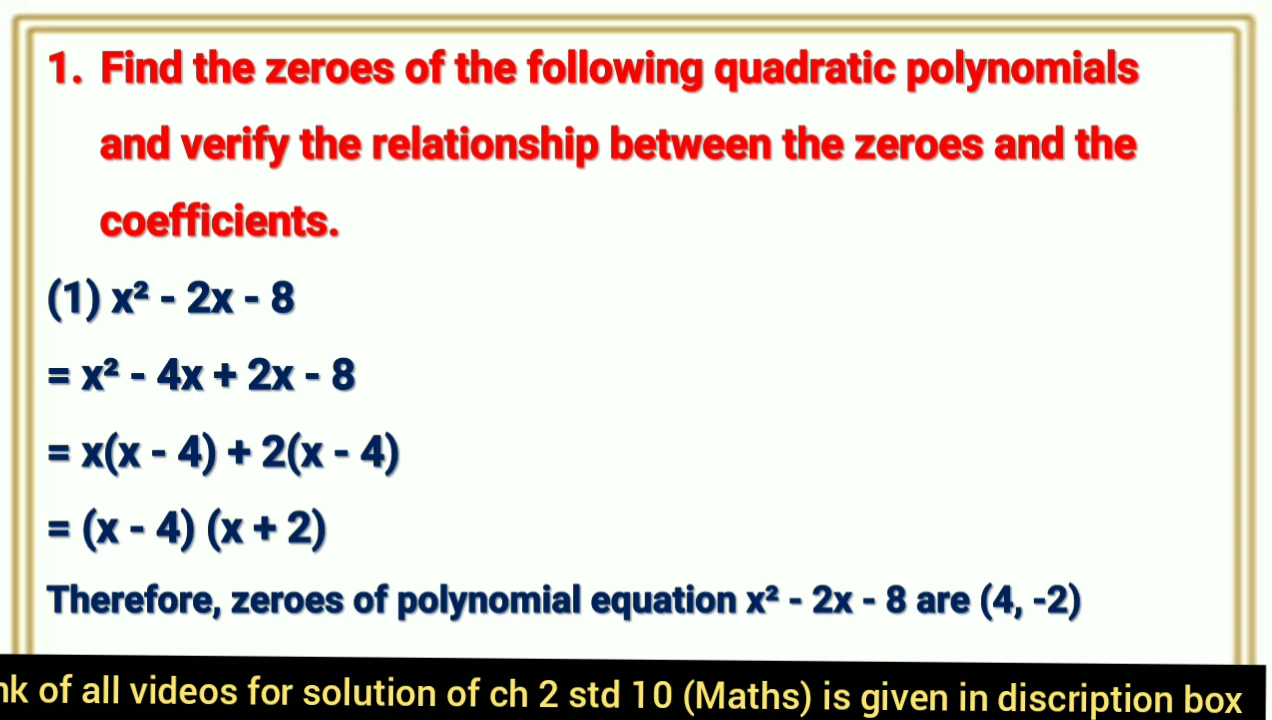 1. Find the zeroes of the following quadratic polynomials
and verify the relationship between the zeroes and the
coefficients.
(1) x² - 2x - 8
= x² - 4x + 2x - 8
= x(x - 4) + 2(x - 4)
= (x - 4) (x + 2)
Therefore, zeroes of polynomial equation x² - 2x - 8 are (4, -2)
of all videos for solution of ch 2 std 10 (Maths) is given in discription box